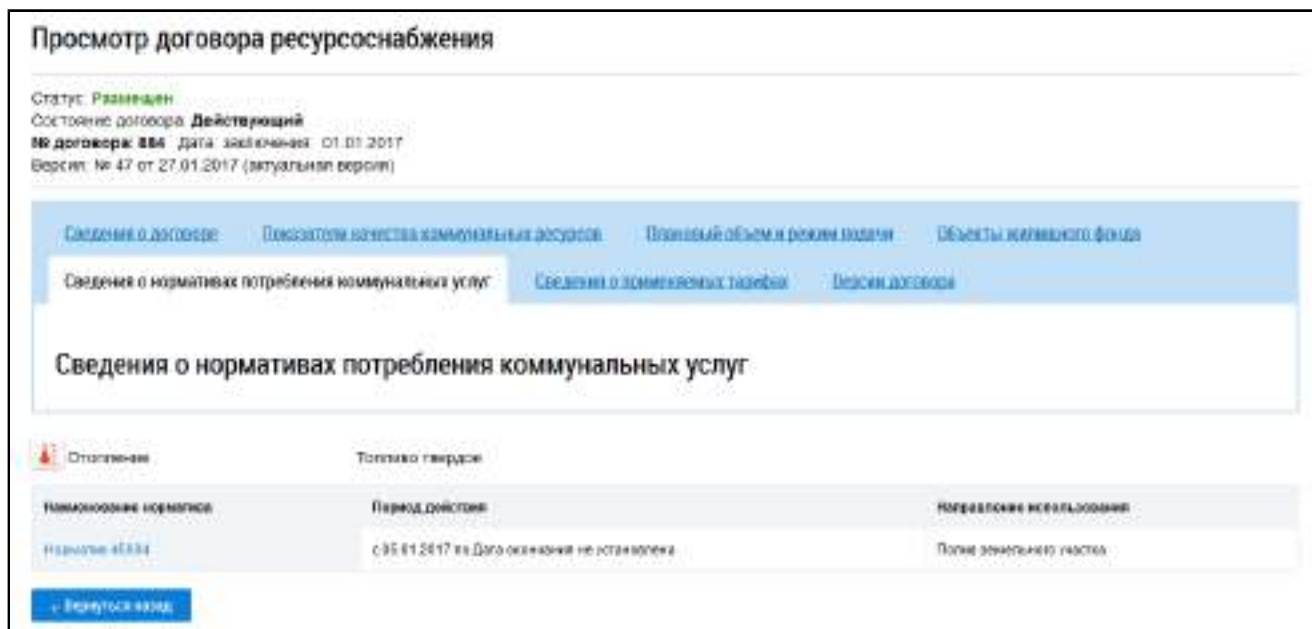 Просмотр договора ресурсоснабжения
Статус: Размещен
Состояние договора: Действующий
№ договора: 884 Дата заключения: 01.01.2017
Версия: № 47 от 27.01.2017 (актуальная версия)
Сведения о договоре Показатели качества коммунальных ресурсов Плановый объем и режим подачи Объекты жилищного фонда
Сведения о нормативах потребления коммунальных услуг Сведения о применяемых тарифах Версии договора
Сведения о нормативах потребления коммунальных услуг
Отопление Топливо твердое
Наименование норматива Период действия Направление использования
Норматив с 05.01.2017 по Дата окончания не установлена Полив земельного участка
← Вернуться назад